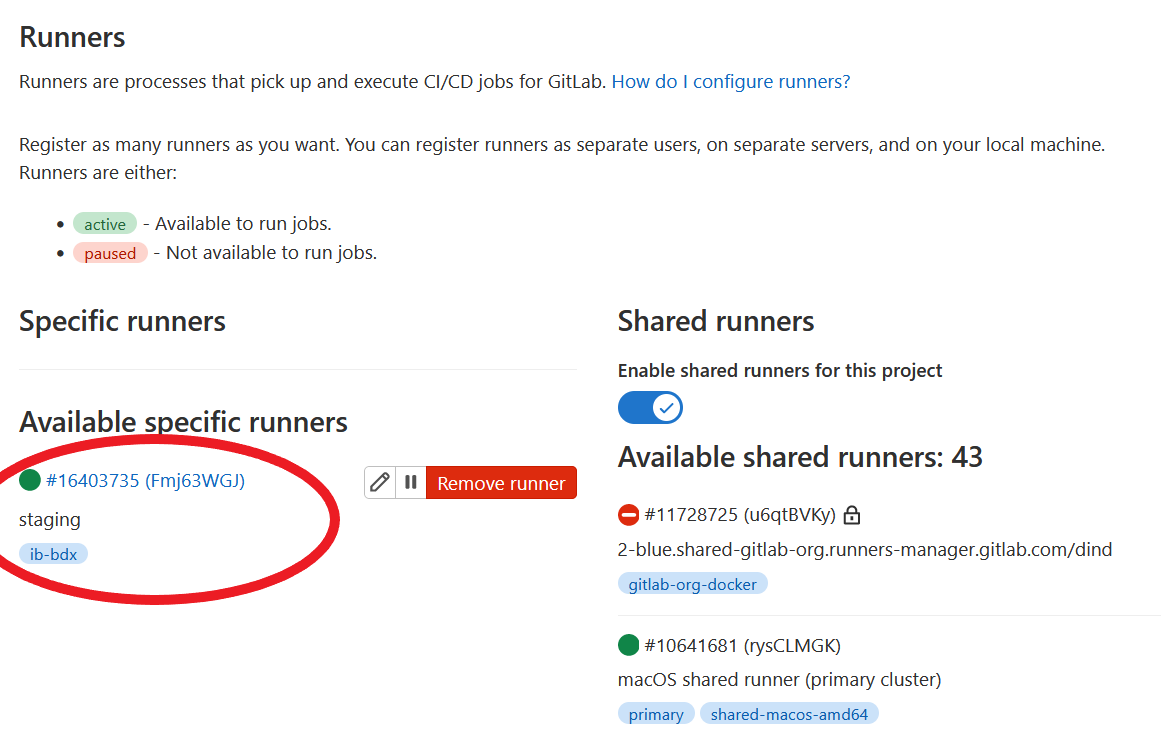 Runners
Runners are processes that pick up and execute CI/CD jobs for GitLab. How do I configure runners?
Register as many runners as you want. You can register runners as separate users, on separate servers, and on your local machine.
Runners are either:
active - Available to run jobs.
paused - Not available to run jobs.
Specific runners
Available specific runners
#16403735 (Fmj63WGJ)
Remove runner
staging
ib-bdx
Shared runners
Enable shared runners for this project
Available shared runners: 43
#11728725 (u6qtBVKy)
2-blue.shared-gitlab-org.runners-manager.gitlab.com/dind
gitlab-org-docker
#10641681 (rysCLMGK)
macOS shared runner (primary cluster)
primary shared-macos-amd64